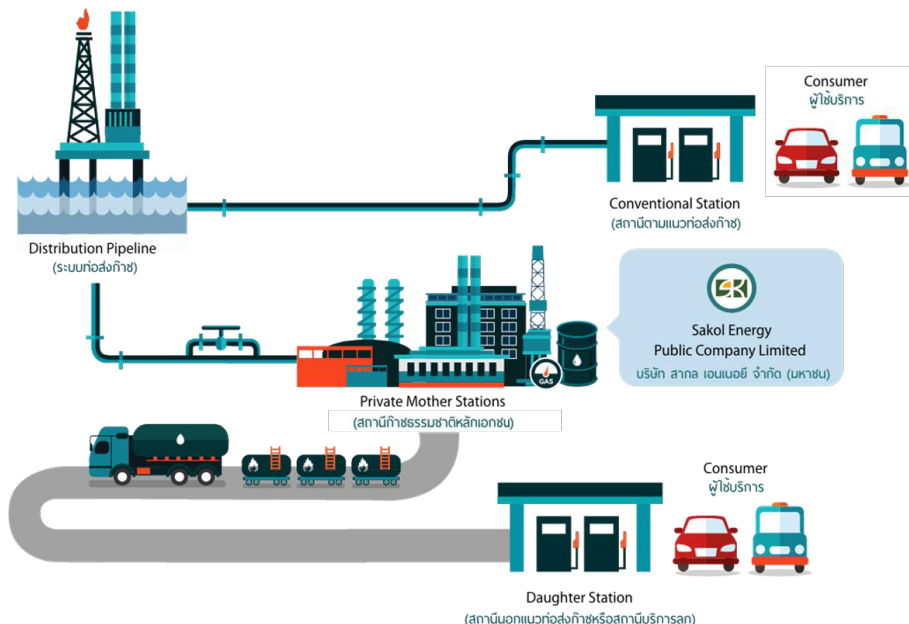 Consumer
ผู้ใช้บริการ
Conventional Station
(สถานีตามแนวท่อส่งก๊าซ)
Distribution Pipeline
(ระบบท่อส่งก๊าซ)
Sakol Energy
Public Company Limited
บริษัท สากล เอนเนอยี จำกัด (มหาชน)
GAS
Private Mother Stations
(สถานีก๊าซธรรมชาติหลักเอกชน)
Consumer
ผู้ใช้บริการ
Daughter Station
(สถานีนอกแนวท่อส่งก๊าซหรือสถานีบริการลูก)